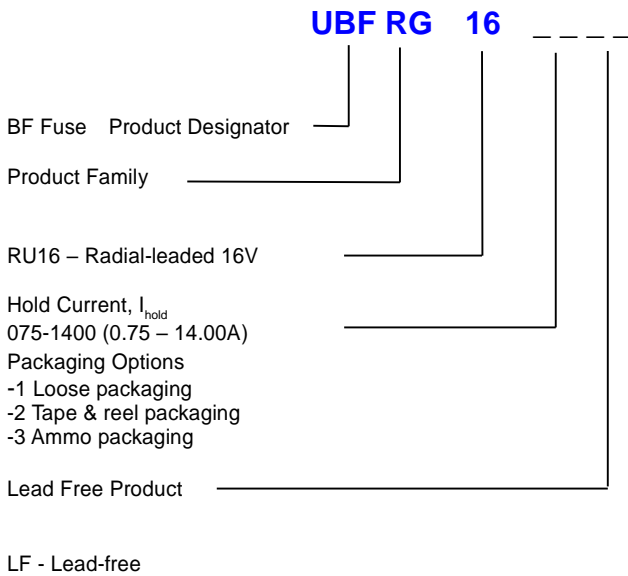 UBF RG 16 _ _ _ _
BF Fuse Product Designator
Product Family
RU16 – Radial-leaded 16V
Hold Current, Ihold
075-1400 (0.75 – 14.00A)
Packaging Options
-1 Loose packaging
-2 Tape & reel packaging
-3 Ammo packaging
Lead Free Product
LF - Lead-free